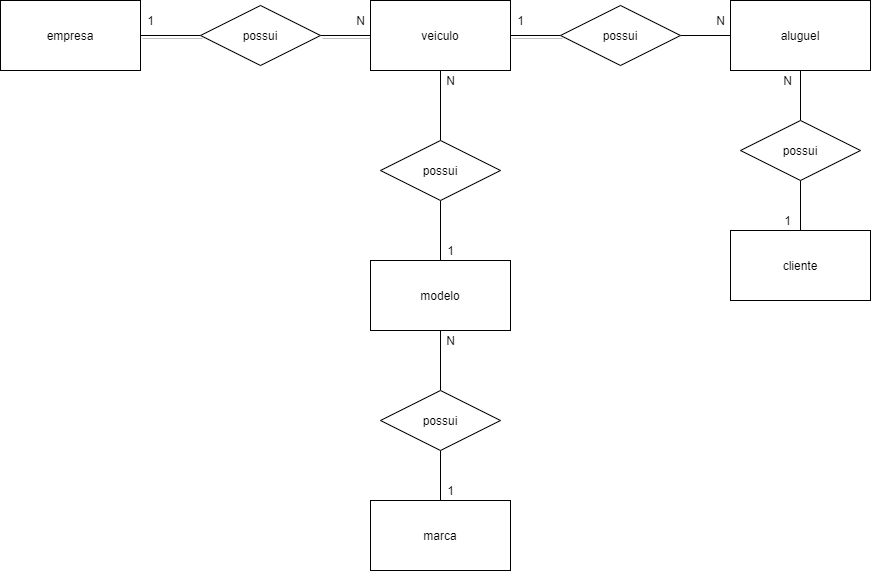 empresa
1
possui
N
veiculo
1
possui
N
aluguel
N
possui
1
cliente
N
possui
1
modelo
N
possui
1
marca